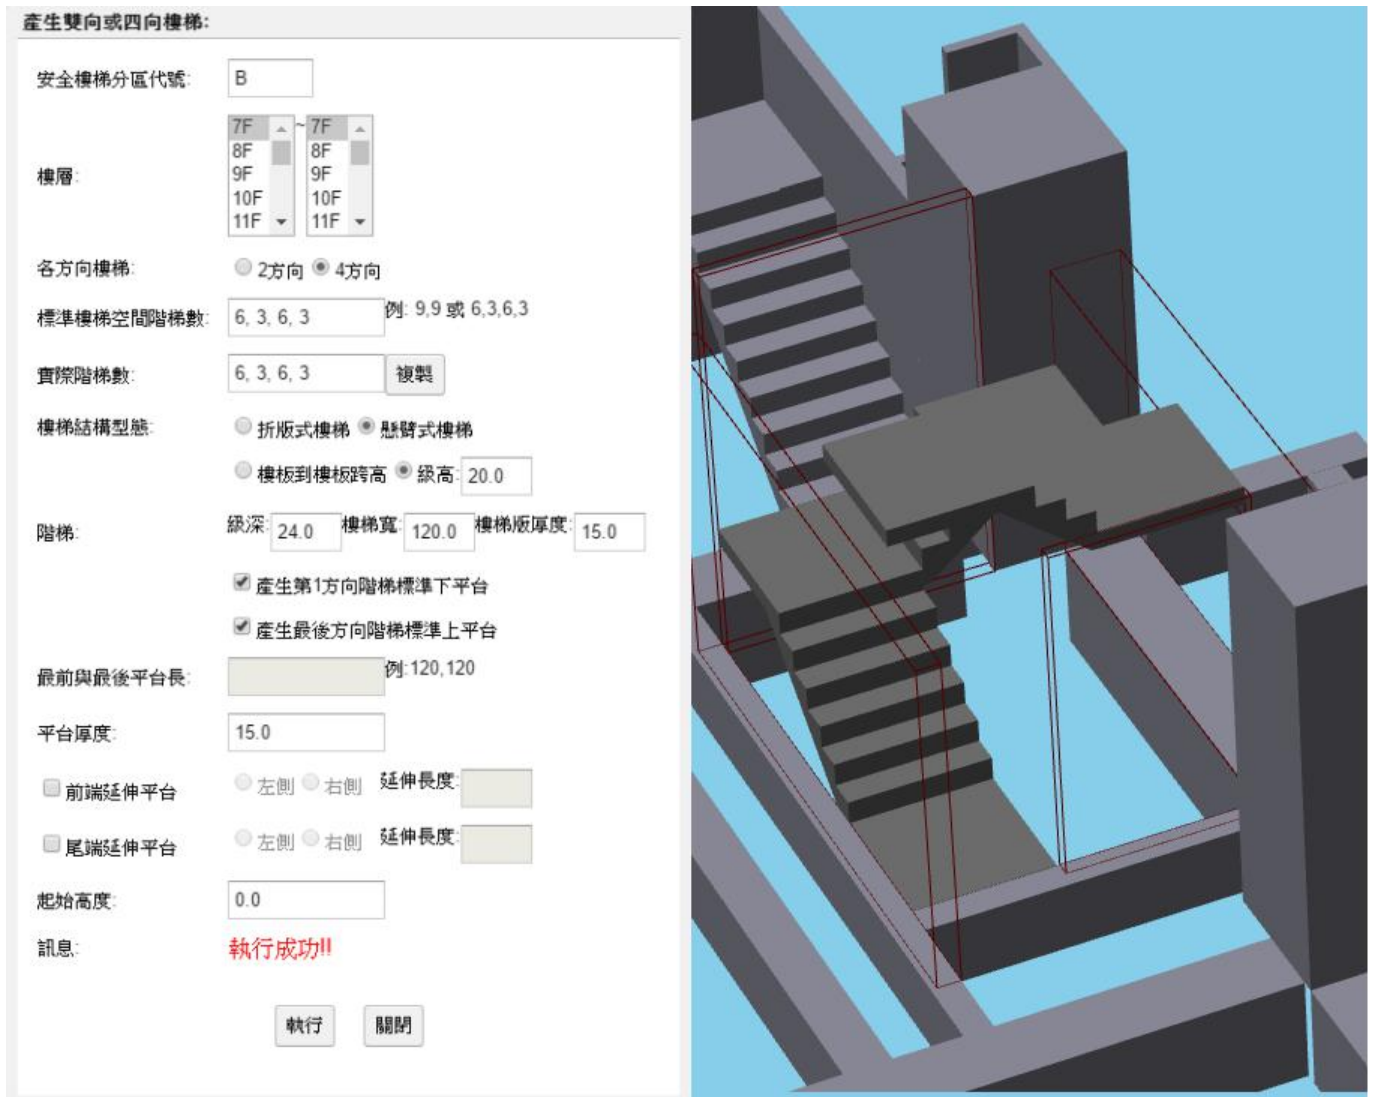 產生雙向或四向樓梯:
安全樓梯分區代號: B
樓層: 7F 8F 9F 10F 11F ~ 7F 8F 9F 10F 11F
各方向樓梯: 2方向 4方向
標準樓梯空間階梯數: 6, 3, 6, 3 例: 9,9 或 6,3,6,3
實際階梯數: 6, 3, 6, 3 複製
樓梯結構型態: 折版式樓梯 懸臂式樓梯
樓板到樓板跨高 級高: 20.0
階梯: 級深: 24.0 樓梯寬: 120.0 樓梯版厚度: 15.0
產生第1方向階梯標準下平台
產生最後方向階梯標準上平台
最前與最後平台長: 例:120,120
平台厚度: 15.0
前端延伸平台 左側 右側 延伸長度:
尾端延伸平台 左側 右側 延伸長度:
起始高度: 0.0
訊息: 執行成功!!
執行 關閉